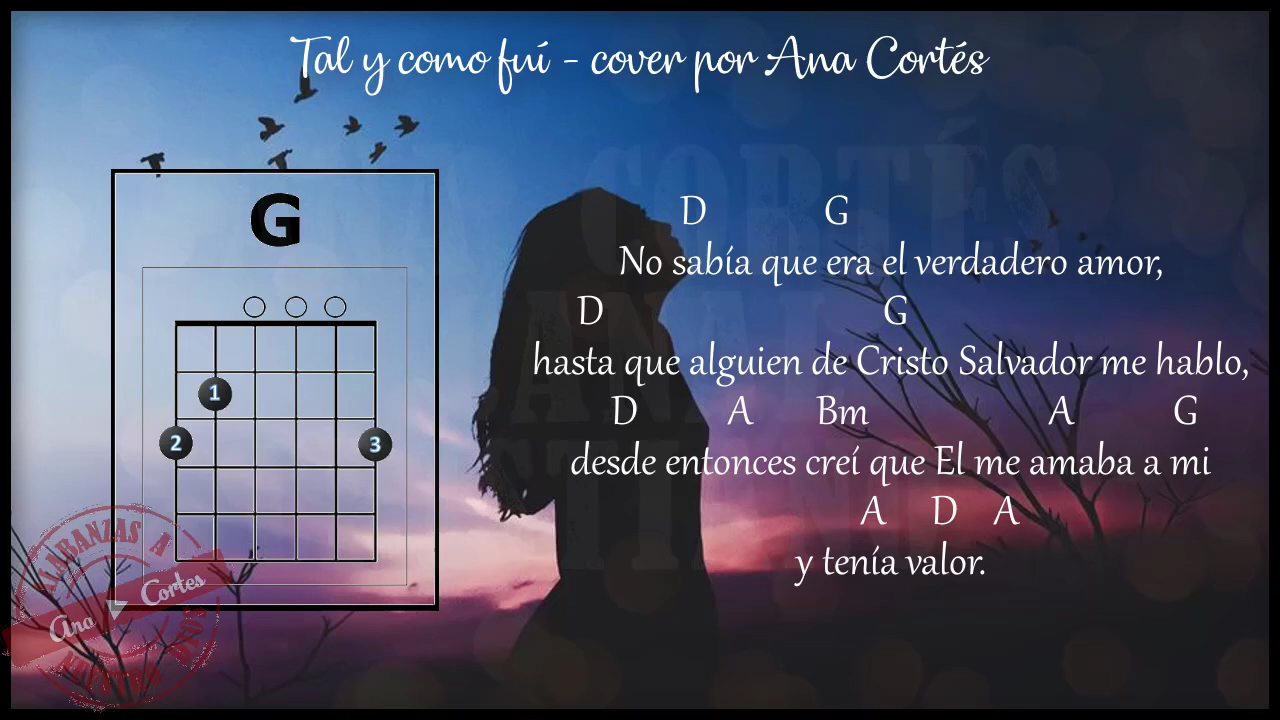 Tal y como fuí - cover por Ana Cortés
G
1
2 3
D G
No sabía que era el verdadero amor,
D G
hasta que alguien de Cristo Salvador me hablo,
D A Bm A G
desde entonces creí que El me amaba a mi
A D A
y tenía valor.
ALABANZAS A
Ana Cortes